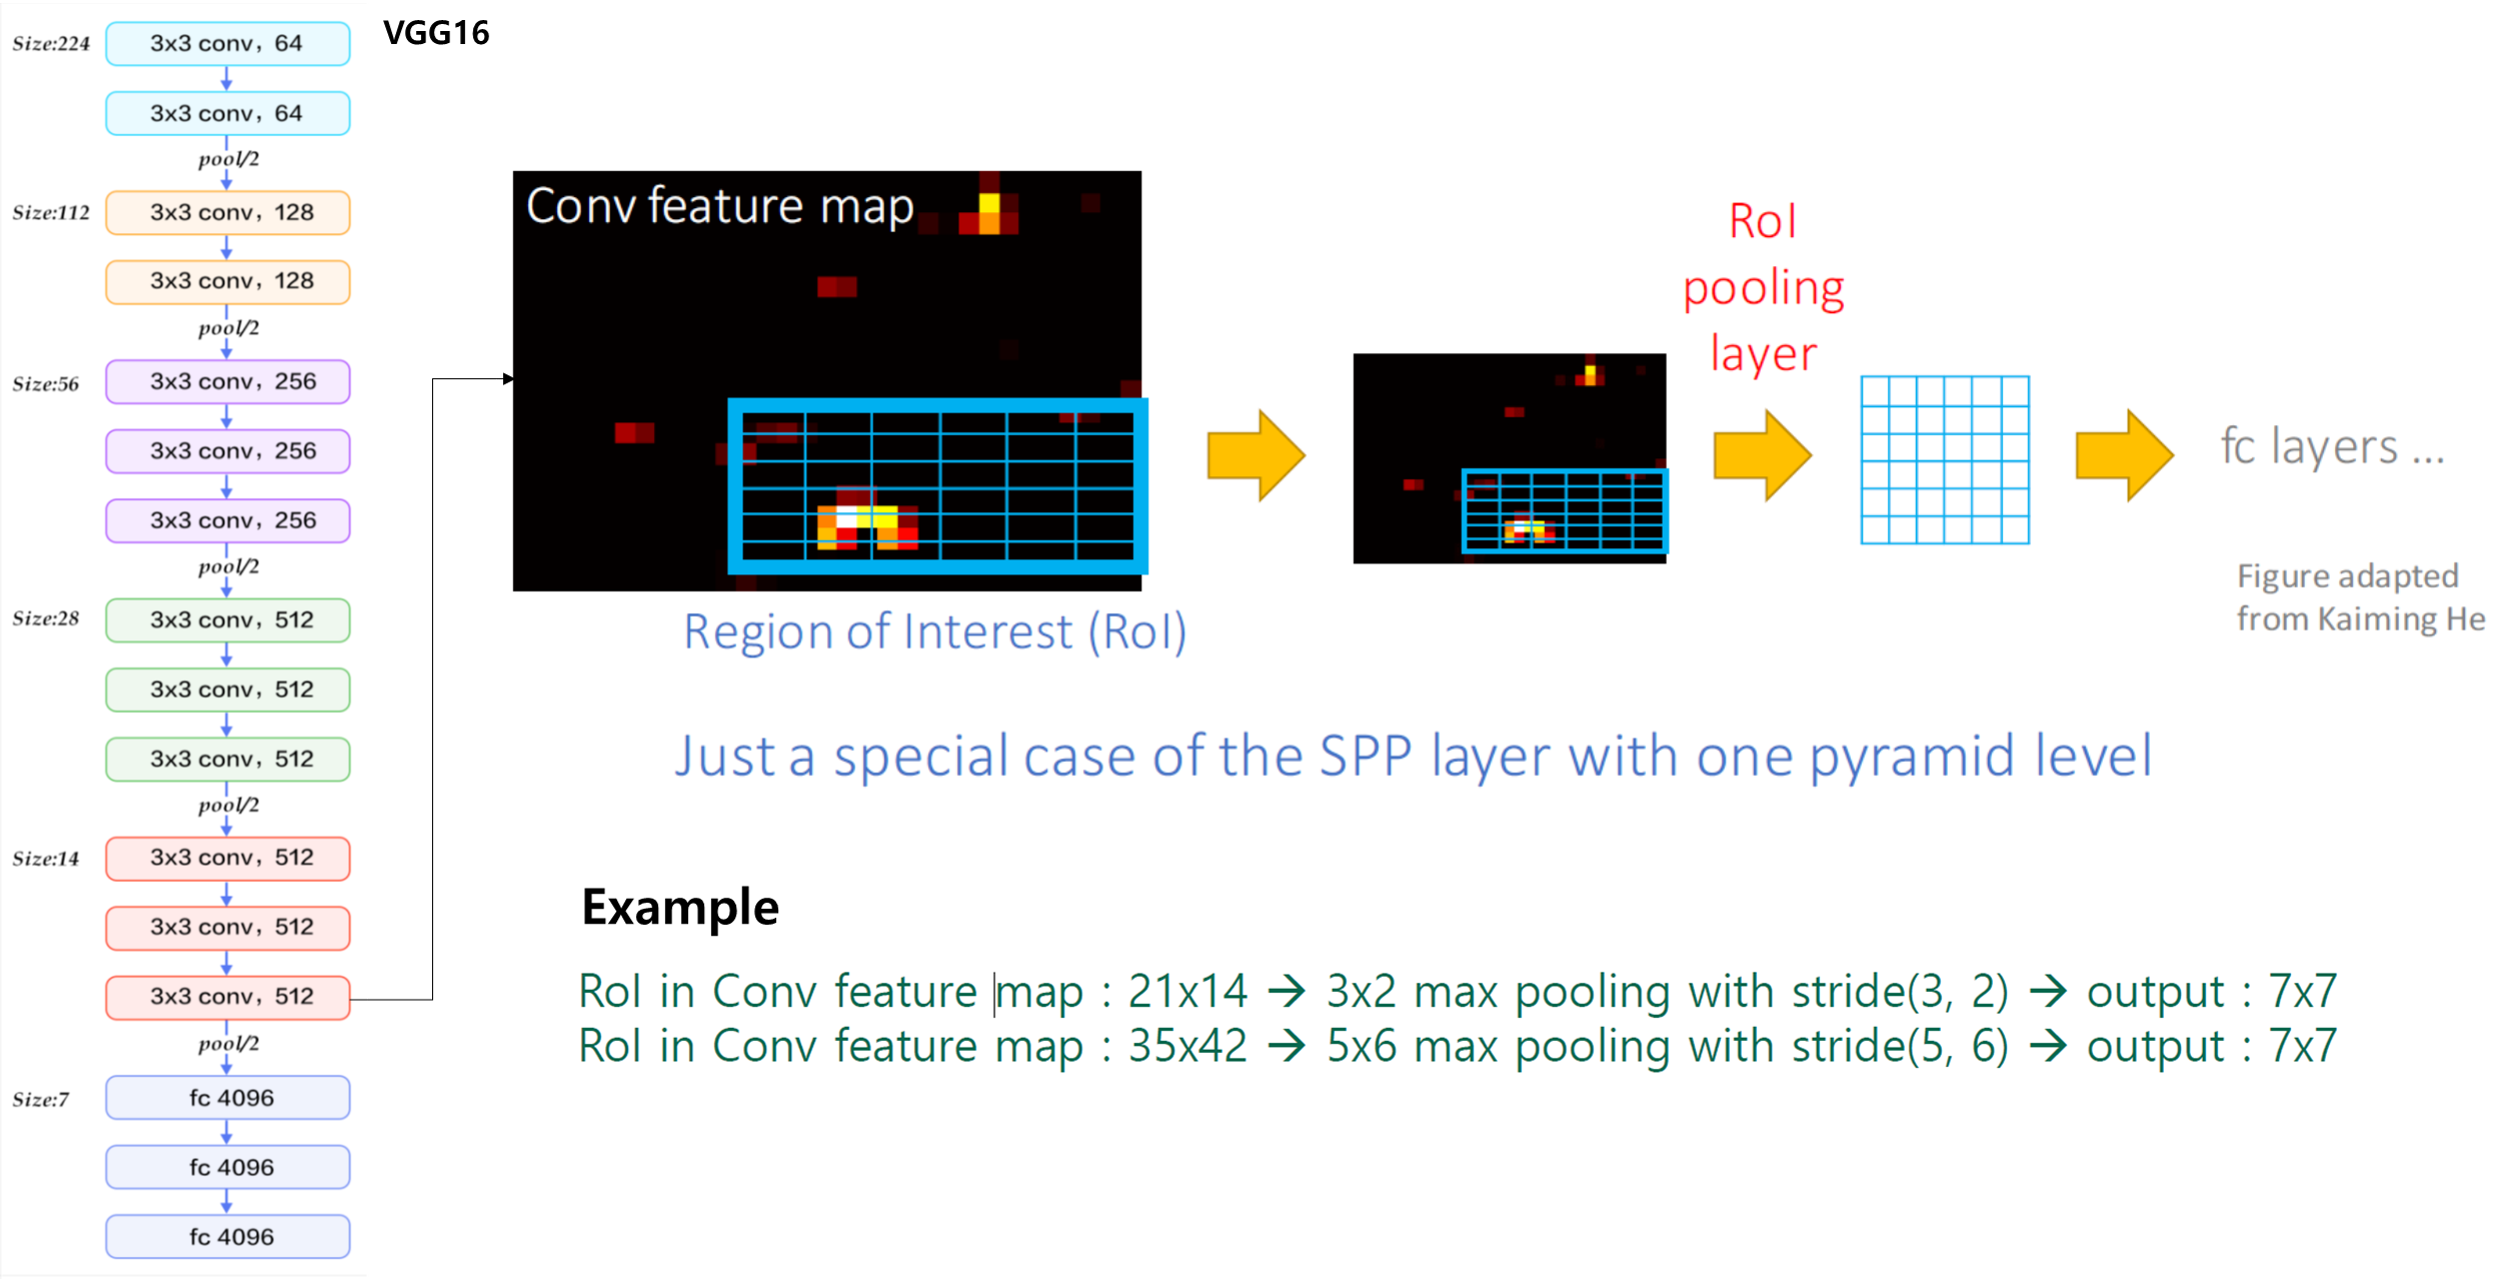 VGG16
Size:224
3x3 conv, 64
3x3 conv, 64
pool/2
Size:112
3x3 conv, 128
3x3 conv, 128
pool/2
Size:56
3x3 conv, 256
3x3 conv, 256
3x3 conv, 256
pool/2
Size:28
3x3 conv, 512
3x3 conv, 512
3x3 conv, 512
pool/2
Size:14
3x3 conv, 512
3x3 conv, 512
3x3 conv, 512
pool/2
Size:7
fc 4096
fc 4096
fc 4096
Conv feature map
Region of Interest (RoI)
RoI
pooling
layer
fc layers ...
Figure adapted
from Kaiming He
Just a special case of the SPP layer with one pyramid level
Example
RoI in Conv feature map : 21x14 → 3x2 max pooling with stride(3, 2) → output : 7x7
RoI in Conv feature map : 35x42 → 5x6 max pooling with stride(5, 6) → output : 7x7